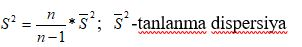 S² = n/(n−1) * S̄²; S̄² -tanlanma dispersiya